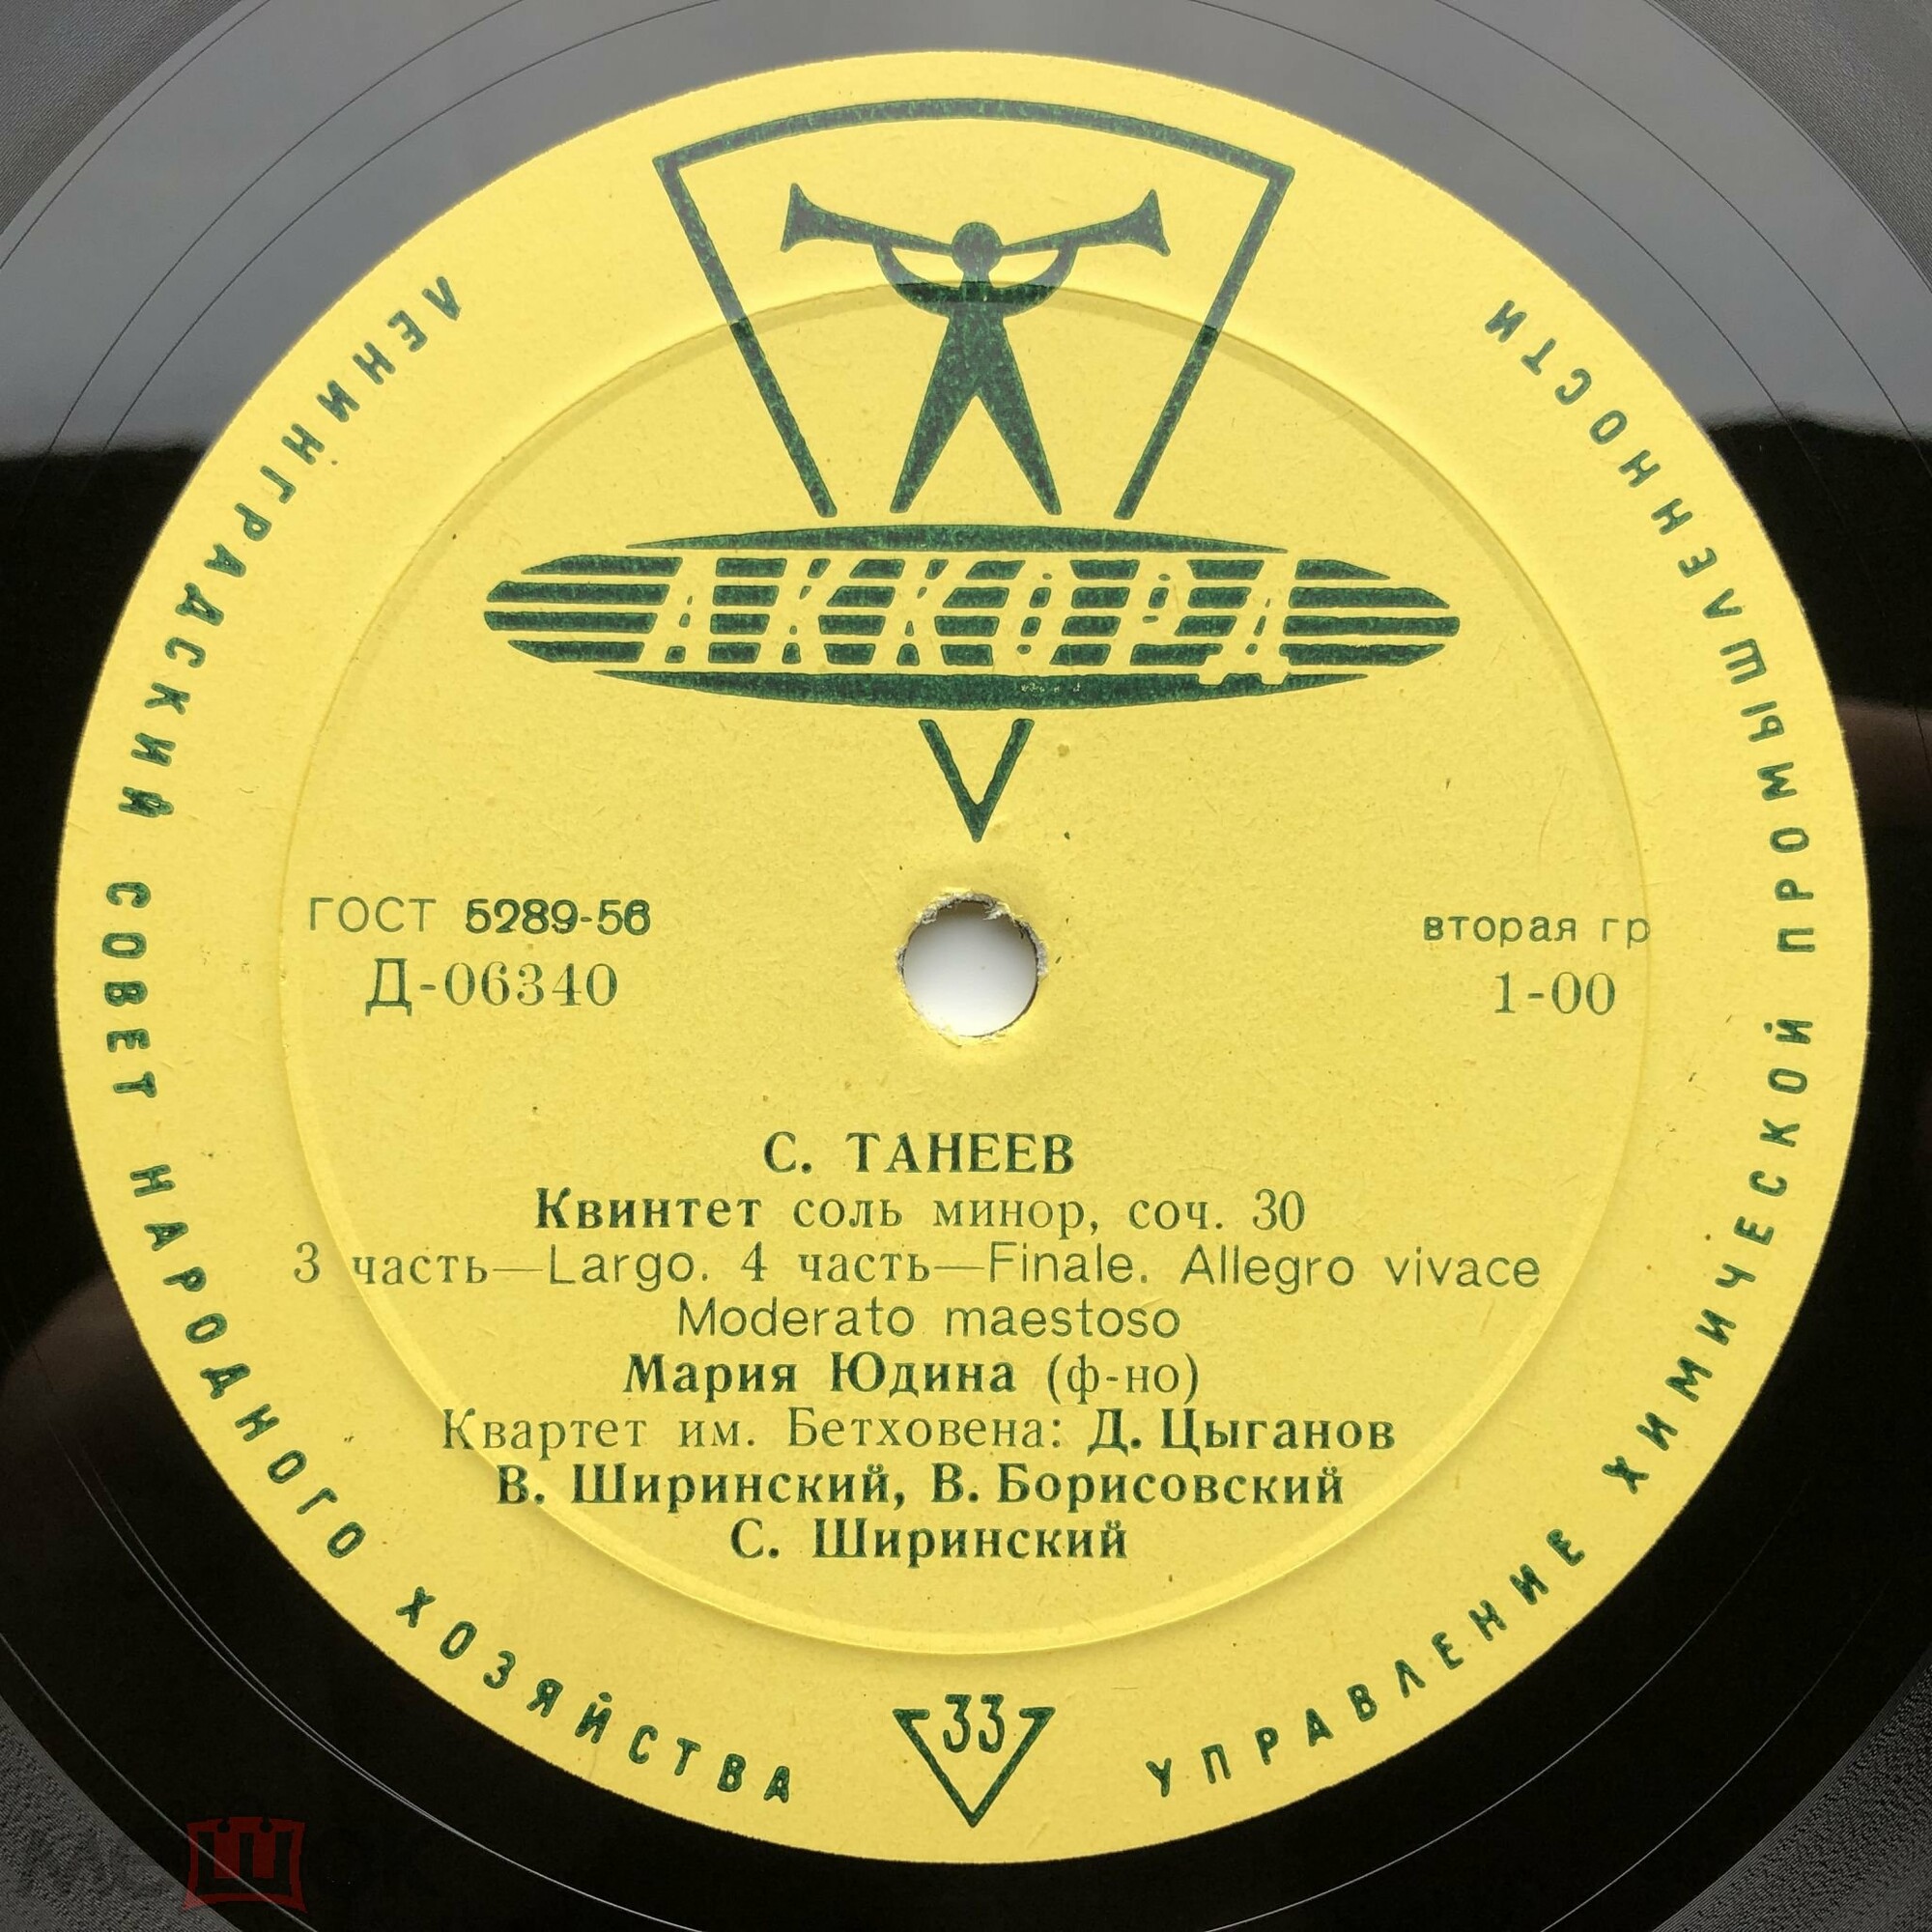 АККОРД
ЛЕНИНГРАДСКИЙ СОВЕТ НАРОДНОГО ХОЗЯЙСТВА
УПРАВЛЕНИЕ ХИМИЧЕСКОЙ ПРОМЫШЛЕННОСТИ
ГОСТ 5289-56
Д-06340
вторая гр
1-00
С. ТАНЕЕВ
Квинтет соль минор, соч. 30
3 часть—Largo. 4 часть—Finale. Allegro vivace
Moderato maestoso
Мария Юдина (ф-но)
Квартет им. Бетховена: Д. Цыганов
В. Ширинский, В. Борисовский
С. Ширинский
33
мешок